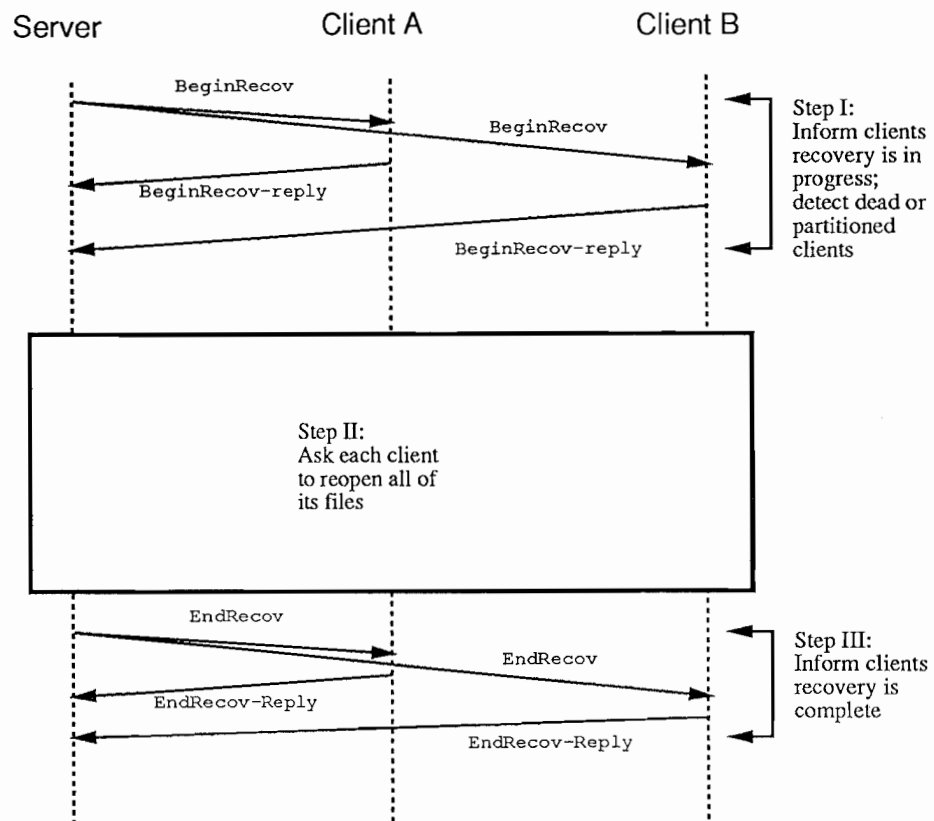 Server
Client A
Client B
BeginRecov
BeginRecov
BeginRecov-reply
BeginRecov-reply
Step I:
Inform clients
recovery is in
progress;
detect dead or
partitioned
clients
Step II:
Ask each client
to reopen all of
its files
EndRecov
EndRecov
EndRecov-Reply
EndRecov-Reply
Step III:
Inform clients
recovery is
complete